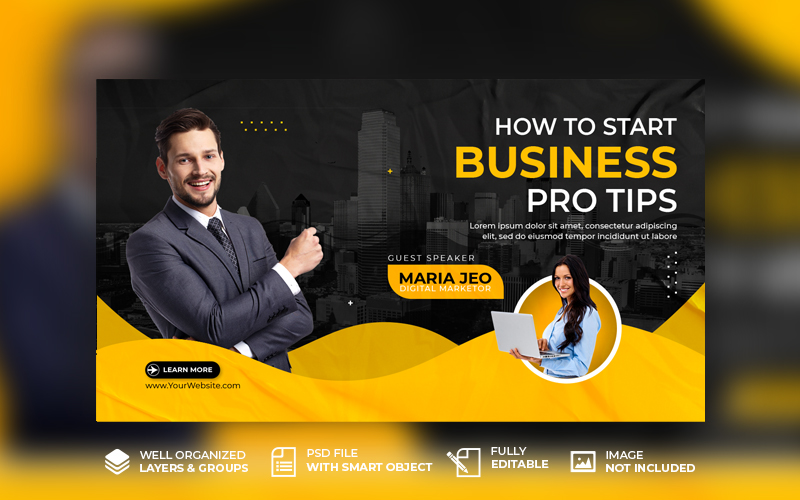 HOW TO START
BUSINESS
PRO TIPS
Lorem ipsum dolor sit amet, consectetur adipiscing
elit, sed do eiusmod tempor incididunt ut labore
GUEST SPEAKER
MARIA JEO
DIGITAL MARKETOR
LEARN MORE
www.YourWebsite.com
WELL ORGANIZED
LAYERS & GROUPS
PSD FILE
WITH SMART OBJECT
FULLY
EDITABLE
IMAGE
NOT INCLUDED